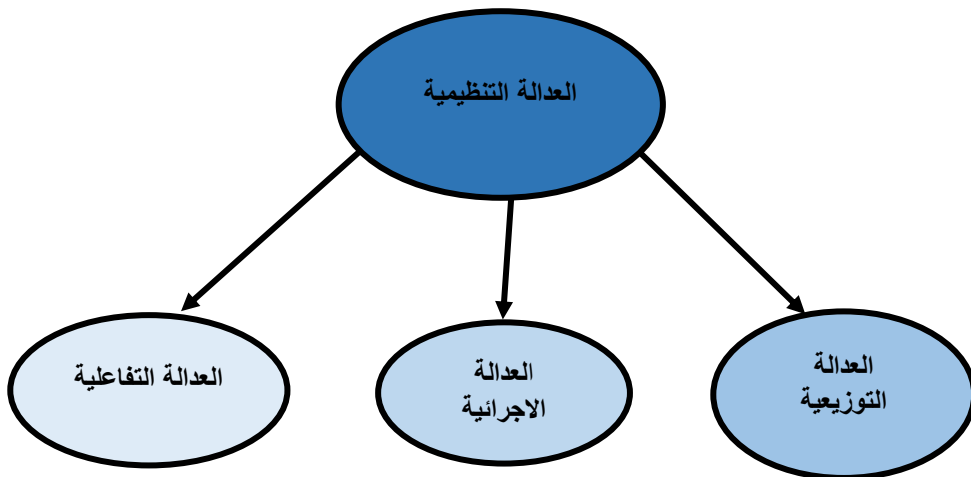 العدالة التنظيمية
العدالة
التوزيعية
العدالة
الاجرائية
العدالة التفاعلية